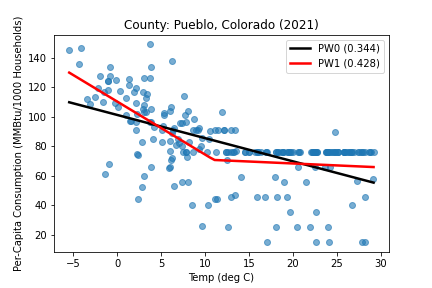 County: Pueblo, Colorado (2021)
Per-Capita Consumption (MMBtu/1000 Households)
140
120
100
80
60
40
20
PW0 (0.344)
PW1 (0.428)
−5 0 5 10 15 20 25 30
Temp (deg C)